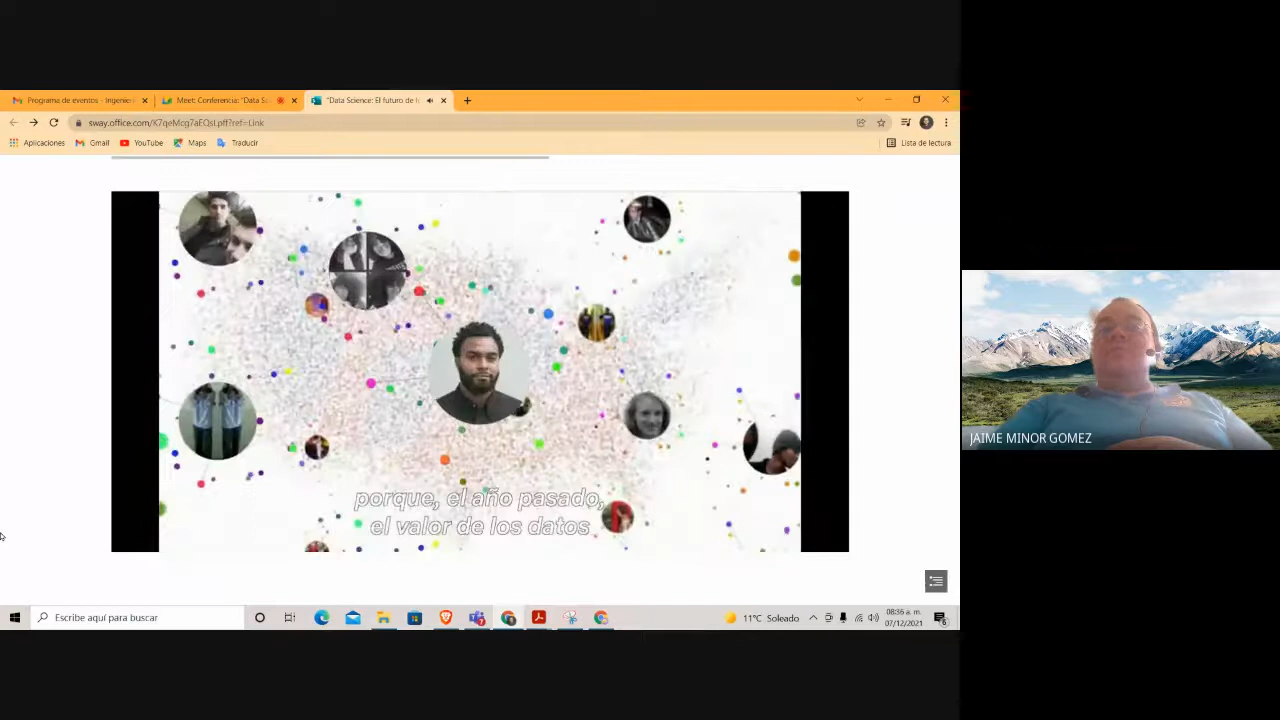 Programa de eventos - Ingenierí
Meet: Conferencia: "Data Sc
"Data Science: El futuro de l
sway.office.com/K7qeMcg7aEQsLpff?ref=Link
Aplicaciones
Gmail
YouTube
Maps
Traducir
Lista de lectura
porque, el año pasado,
el valor de los datos
JAIME MINOR GOMEZ
Escribe aquí para buscar
11°C Soleado
08:36 a. m.
07/12/2021
6